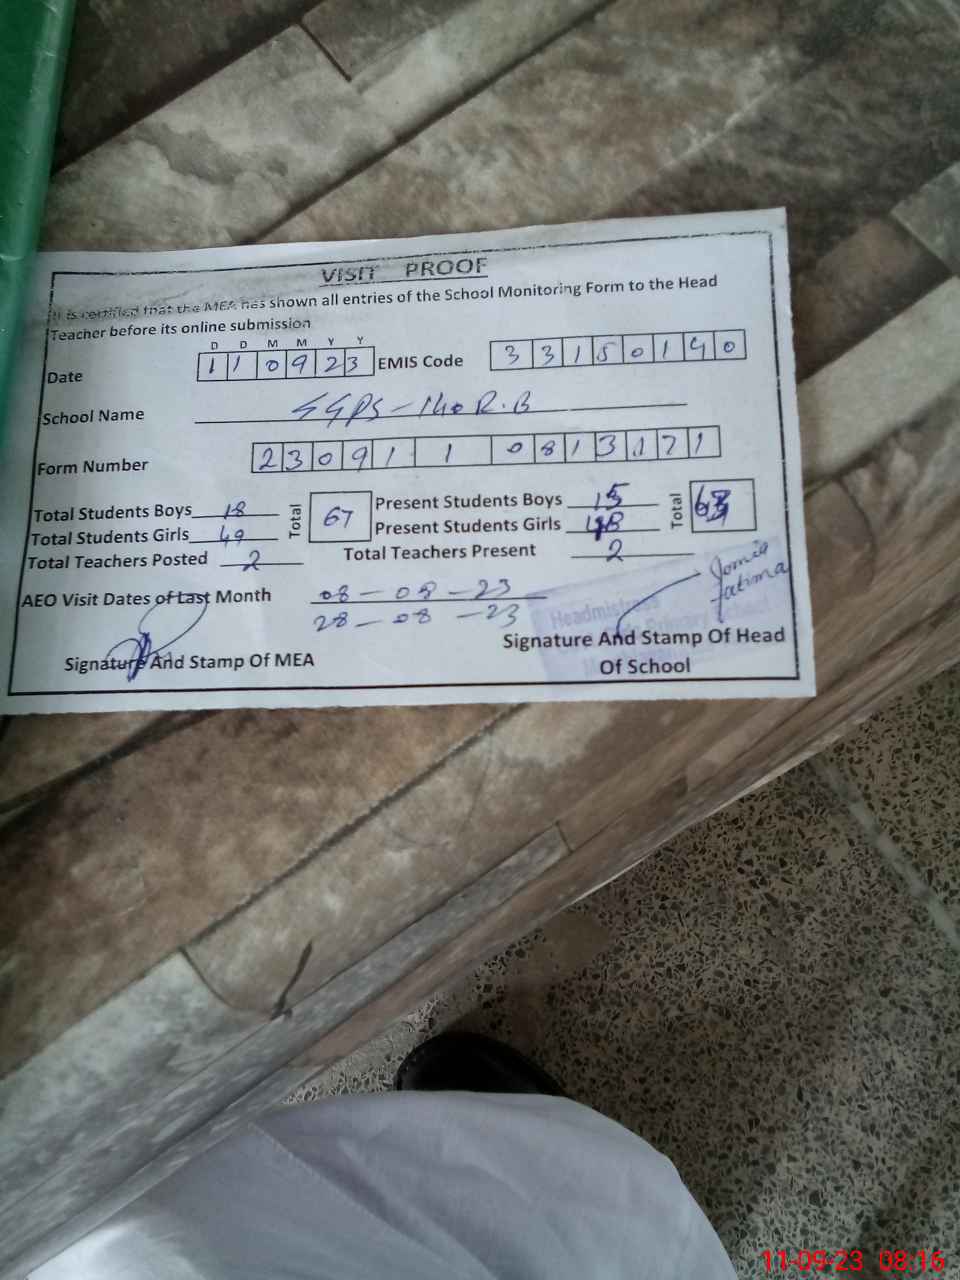 VISIT PROOF
It is certified that the MEA has shown all entries of the School Monitoring Form to the Head
Teacher before its online submission
D D M M Y Y
Date 1 1 0 9 2 3 EMIS Code 3 3 1 5 0 1 4 0
School Name GGPS-140 R.B
Form Number 2 3 0 9 1 1 0 8 1 3 1 7 1
Total Students Boys 18 Total 67 Present Students Boys 15 Total
Total Students Girls 49 Present Students Girls
Total Teachers Posted 2 Total Teachers Present 2
AEO Visit Dates of Last Month 08-08-23
28-08-23
Headmistress
Primary School
Fatima
Signature And Stamp Of MEA
Signature And Stamp Of Head
Of School
11-09-23 08:16